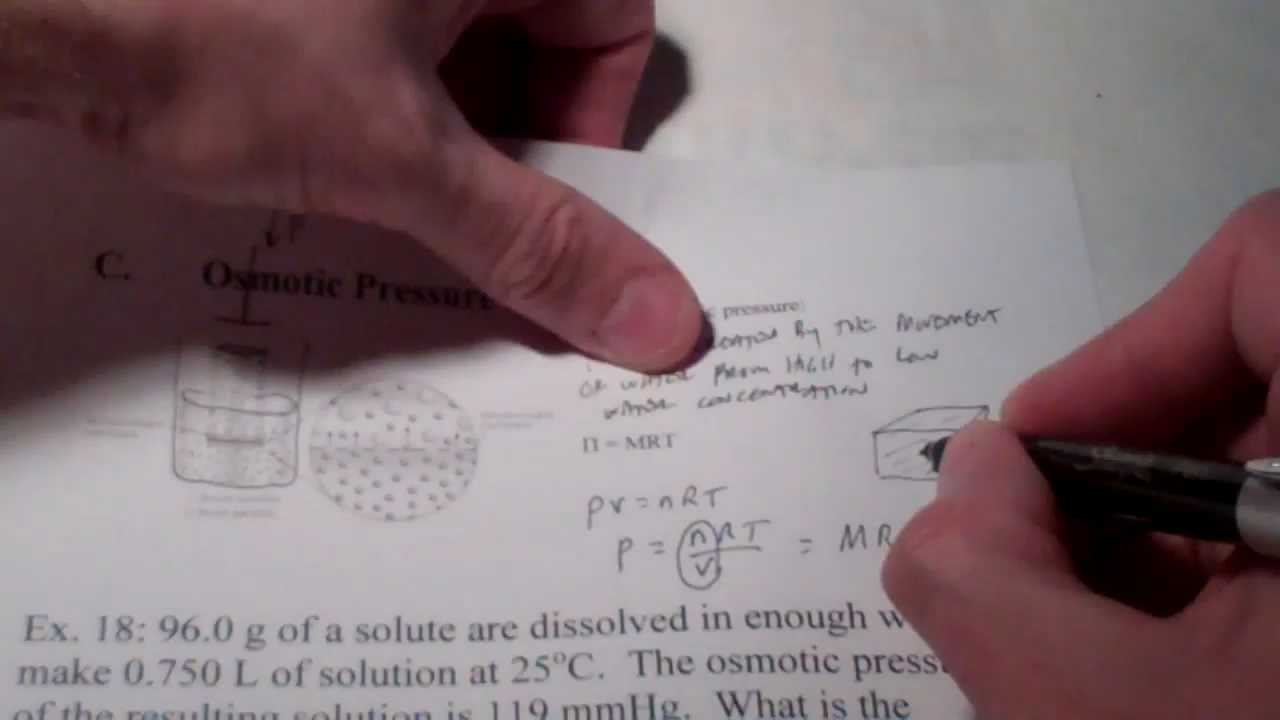 P
C. Osmotic Pressure
pressure:
BY THE MOVEMENT
OF WATER FROM HIGH TO LOW
WATER CONCENTRATION
Π = MRT
PV = nRT
P = nRT/V = MR
Ex. 18: 96.0 g of a solute are dissolved in enough
make 0.750 L of solution at 25°C. The osmotic
of the resulting solution is 119 mmHg. What is the